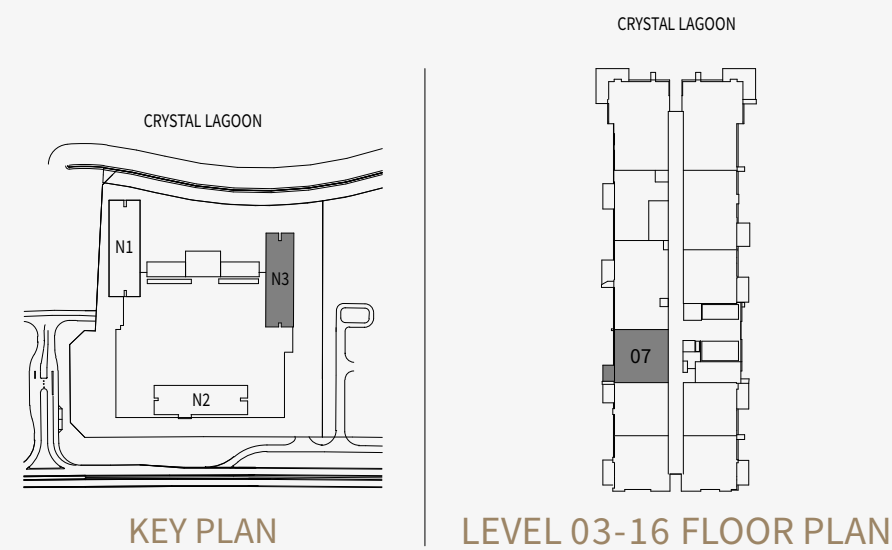 CRYSTAL LAGOON
N1
N3
N2
KEY PLAN
CRYSTAL LAGOON
07
LEVEL 03-16 FLOOR PLAN